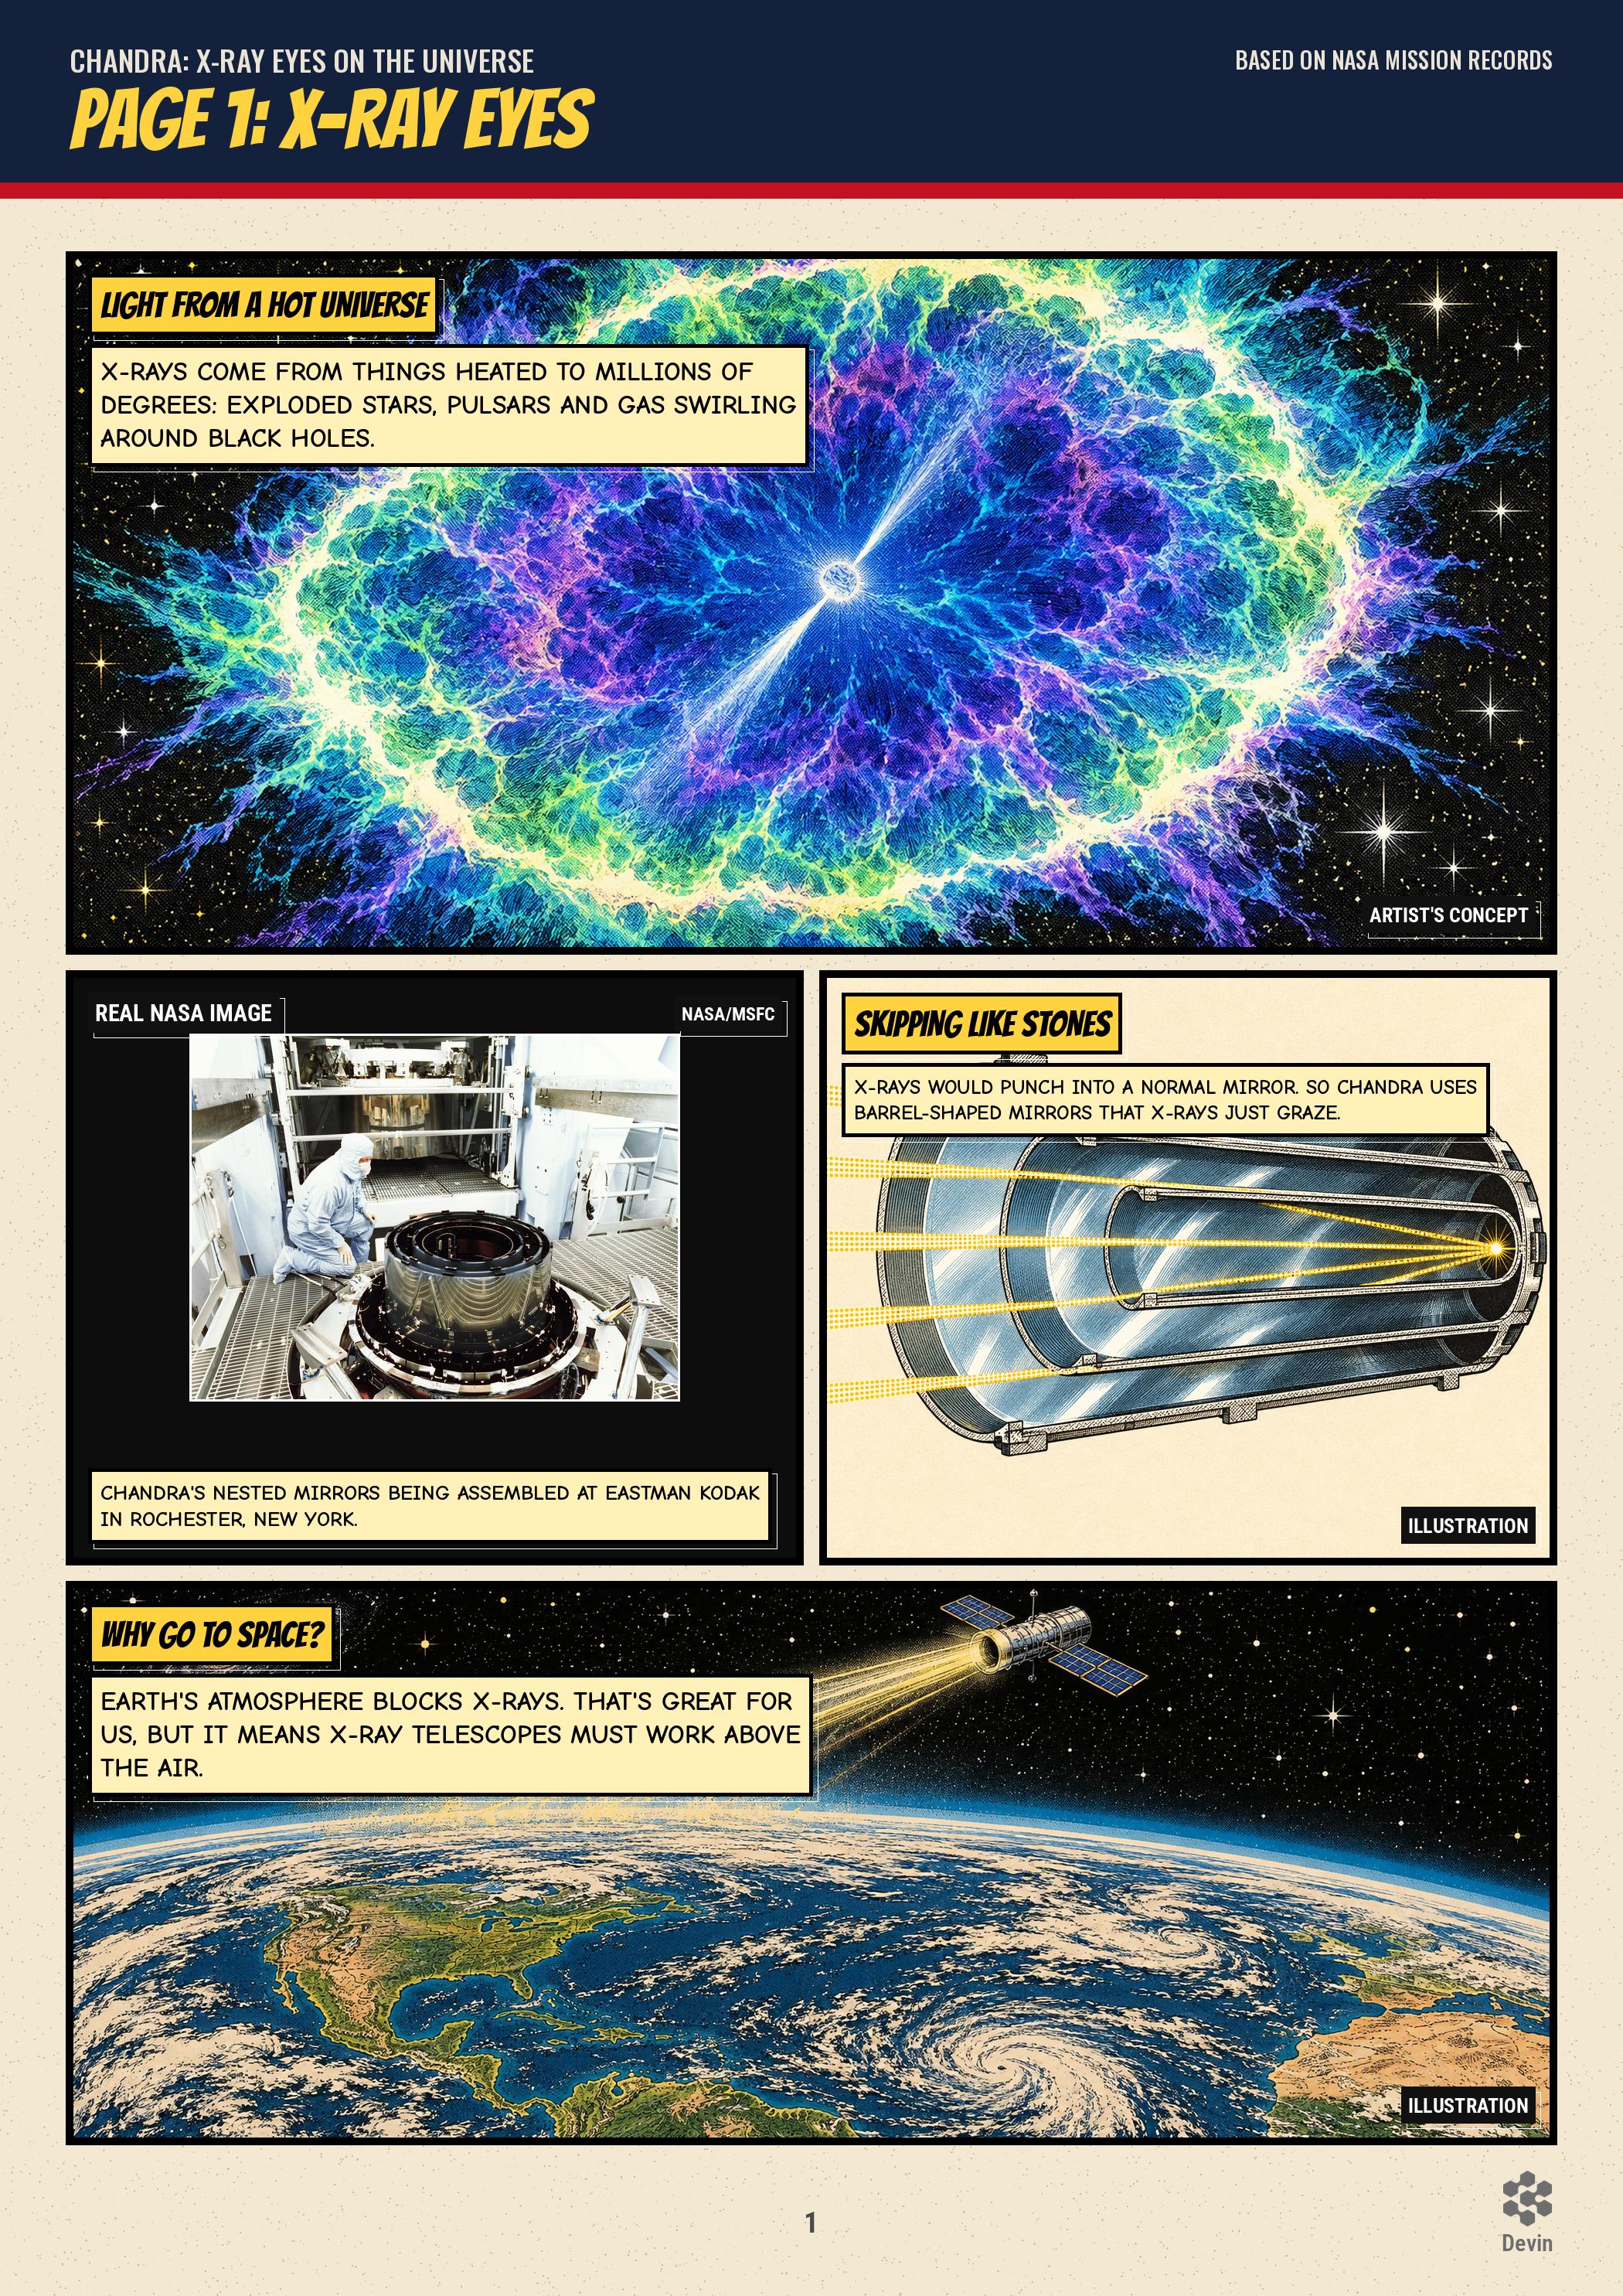 CHANDRA: X-RAY EYES ON THE UNIVERSE
BASED ON NASA MISSION RECORDS
PAGE 1: X-RAY EYES
LIGHT FROM A HOT UNIVERSE
X-RAYS COME FROM THINGS HEATED TO MILLIONS OF
DEGREES: EXPLODED STARS, PULSARS AND GAS SWIRLING
AROUND BLACK HOLES.
ARTIST'S CONCEPT
REAL NASA IMAGE
NASA/MSFC
CHANDRA'S NESTED MIRRORS BEING ASSEMBLED AT EASTMAN KODAK
IN ROCHESTER, NEW YORK.
SKIPPING LIKE STONES
X-RAYS WOULD PUNCH INTO A NORMAL MIRROR. SO CHANDRA USES
BARREL-SHAPED MIRRORS THAT X-RAYS JUST GRAZE.
ILLUSTRATION
WHY GO TO SPACE?
EARTH'S ATMOSPHERE BLOCKS X-RAYS. THAT'S GREAT FOR
US, BUT IT MEANS X-RAY TELESCOPES MUST WORK ABOVE
THE AIR.
ILLUSTRATION
1
Devin